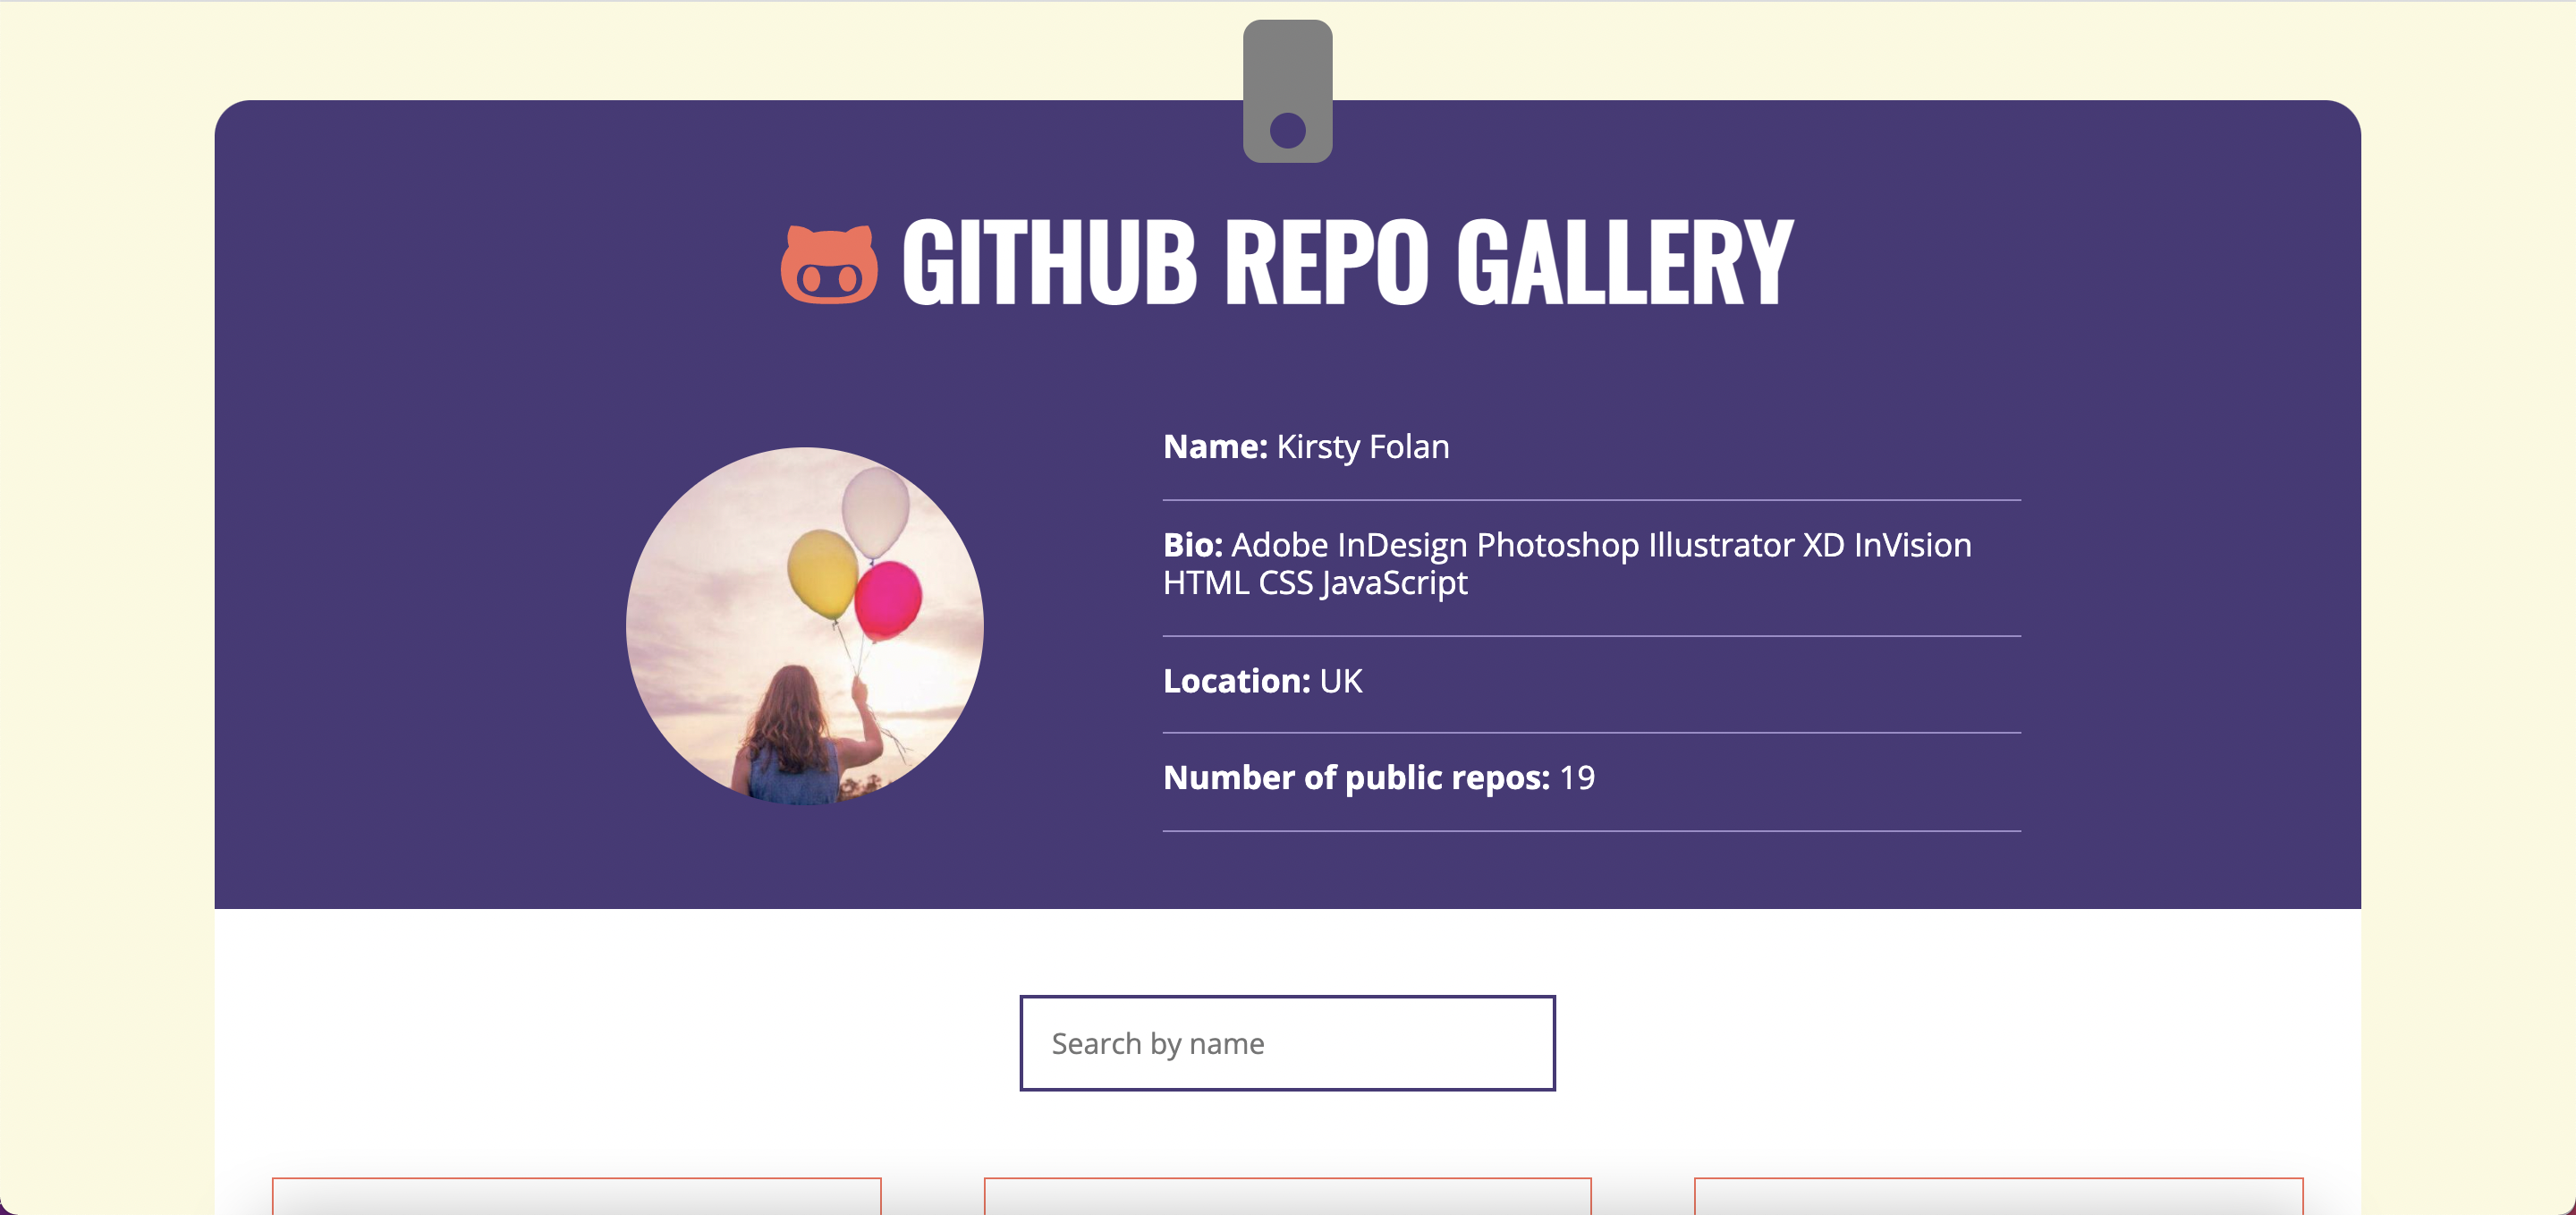 GITHUB REPO GALLERY
Name: Kirsty Folan
Bio: Adobe InDesign Photoshop Illustrator XD InVision
HTML CSS JavaScript
Location: UK
Number of public repos: 19
Search by name